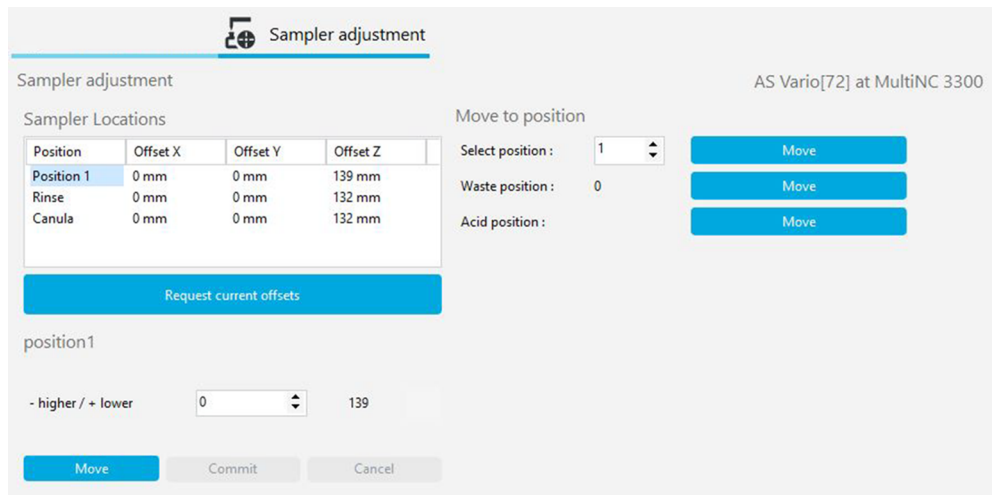 Sampler adjustment
Sampler adjustment
AS Vario[72] at MultiNC 3300
Sampler Locations
Position Offset X Offset Y Offset Z
Position 1 0 mm 0 mm 139 mm
Rinse 0 mm 0 mm 132 mm
Canula 0 mm 0 mm 132 mm
Request current offsets
position1
- higher / + lower 0 139
Move Commit Cancel
Move to position
Select position : 1 Move
Waste position : 0 Move
Acid position : Move